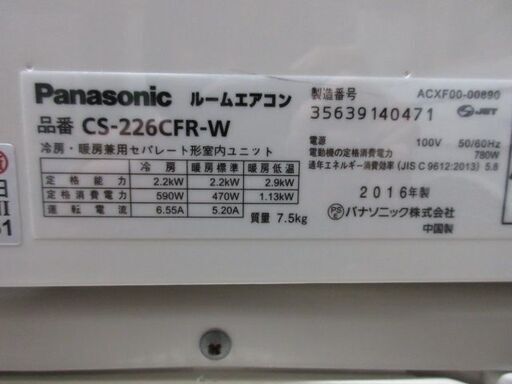 Panasonic ルームエアコン
品番 CS-226CFR-W
冷房・暖房兼用セパレート形室内ユニット
冷 房 暖房標準 暖房低温
定 格 能 力 2.2kW 2.2kW 2.9kW
定格消費電力 590W 470W 1.13kW
運 転 電 流 6.55A 5.20A
質量 7.5kg
製造番号 ACXF00-00890
35639140471 JET
電源 100V 50/60Hz
電動機の定格消費電力 780W
通年エネルギー消費効率(JIS C 9612:2013) 5.8
2016年製
PS E パナソニック株式会社
中国製